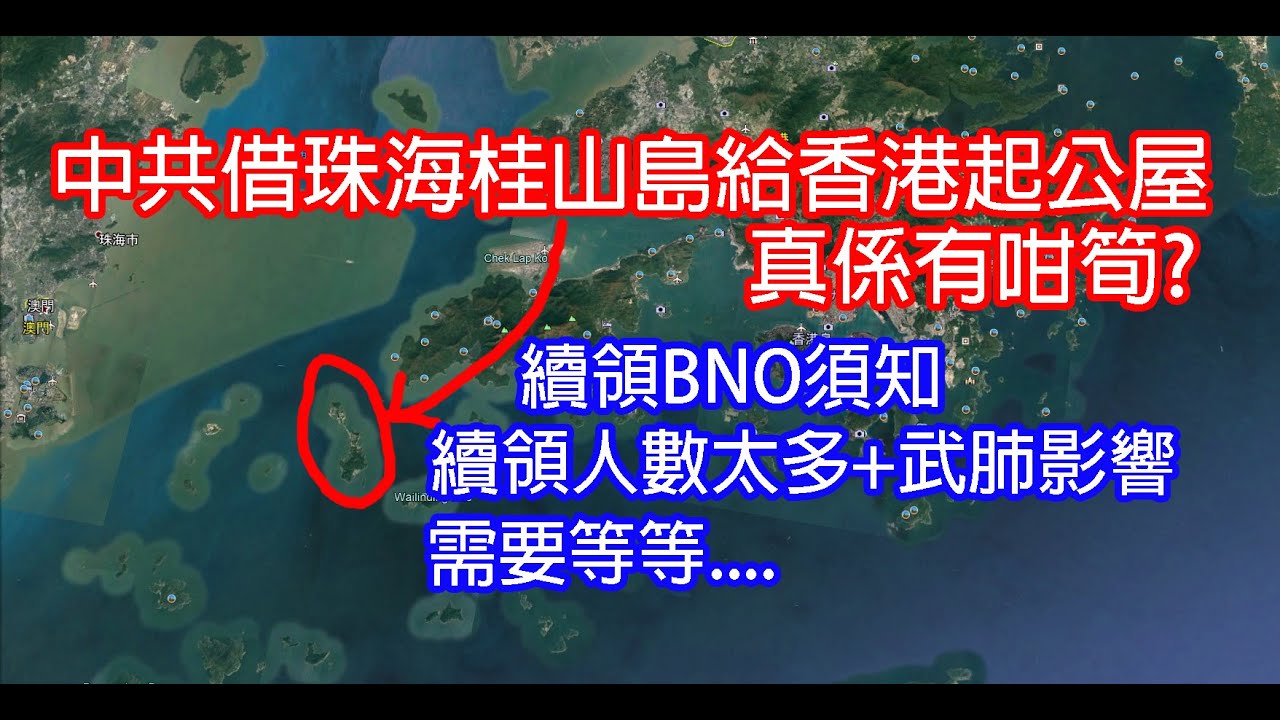 中共借珠海桂山島給香港起公屋
真係有咁筍?
珠海市
Chek Lap Ko
澳門
澳門
香港島
續領BNO須知
續領人數太多+武肺影響
Wailinding
需要等等....